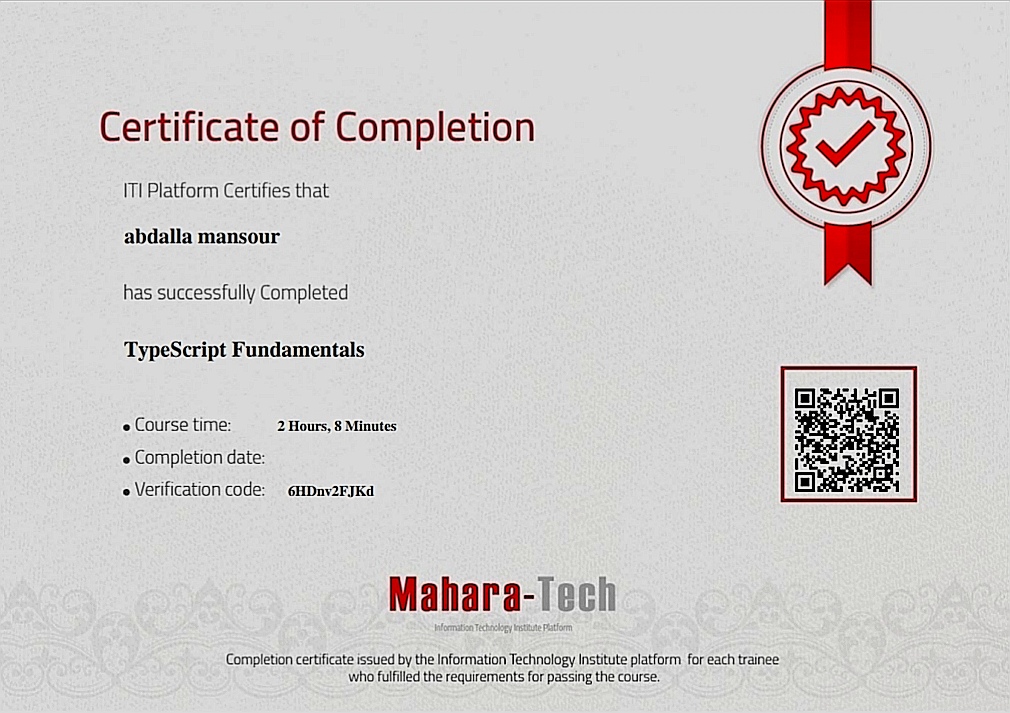 Certificate of Completion
ITI Platform Certifies that
abdalla mansour
has successfully Completed
TypeScript Fundamentals
• Course time: 2 Hours, 8 Minutes
• Completion date:
• Verification code: 6HDnv2FJKd
Mahara-Tech
Information Technology Institute Platform
Completion certificate issued by the Information Technology Institute platform for each trainee
who fulfilled the requirements for passing the course.